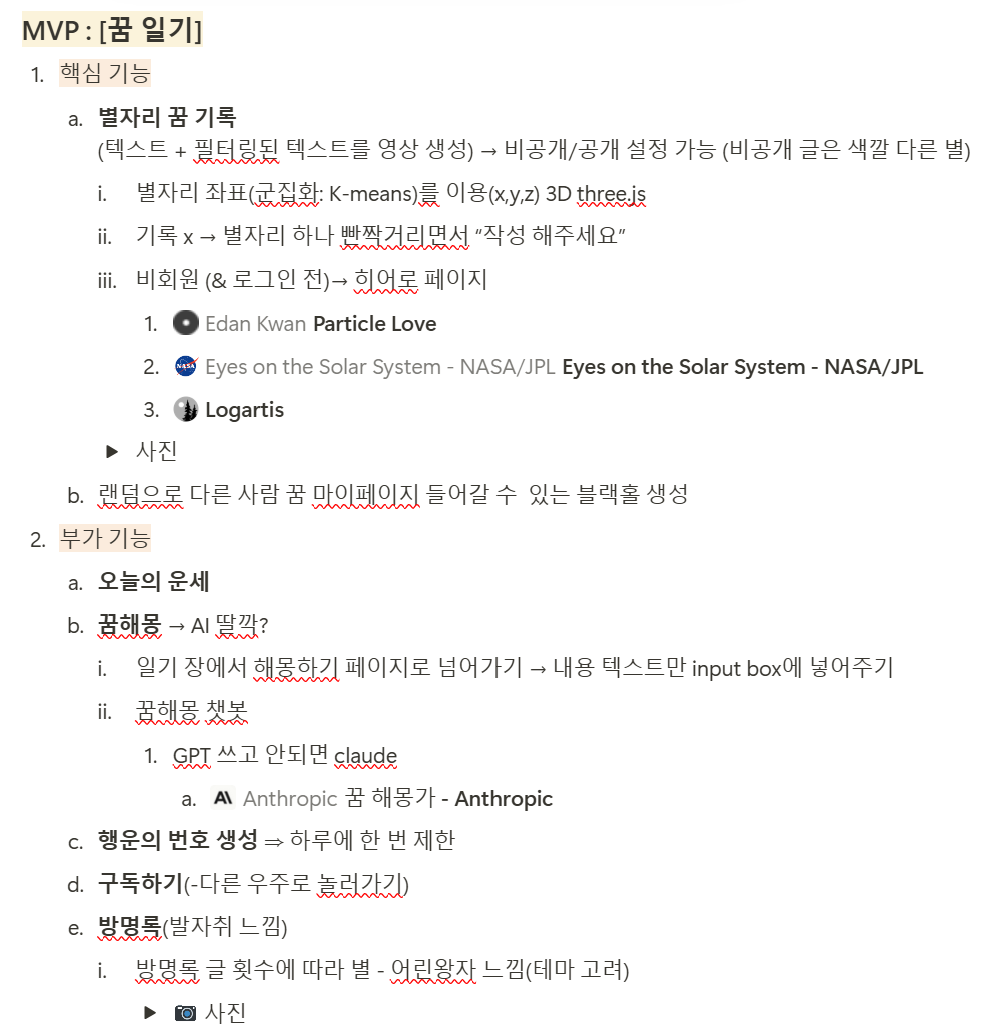 MVP : [꿈 일기]
1. 핵심 기능
a. 별자리 꿈 기록
(텍스트 + 필터링된 텍스트를 영상 생성) → 비공개/공개 설정 가능 (비공개 글은 색깔 다른 별)
i. 별자리 좌표(군집화: K-means)를 이용(x,y,z) 3D three.js
ii. 기록 x → 별자리 하나 빤짝거리면서 “작성 해주세요”
iii. 비회원 (& 로그인 전)→ 히어로 페이지
1. Edan Kwan Particle Love
2. NASA Eyes on the Solar System - NASA/JPL Eyes on the Solar System - NASA/JPL
3. Logartis
▶ 사진
b. 랜덤으로 다른 사람 꿈 마이페이지 들어갈 수 있는 블랙홀 생성
2. 부가 기능
a. 오늘의 운세
b. 꿈해몽 → AI 딸깍?
i. 일기 장에서 해몽하기 페이지로 넘어가기 → 내용 텍스트만 input box에 넣어주기
ii. 꿈해몽 챗봇
1. GPT 쓰고 안되면 claude
a. A\ Anthropic 꿈 해몽가 - Anthropic
c. 행운의 번호 생성 ⇒ 하루에 한 번 제한
d. 구독하기(-다른 우주로 놀러가기)
e. 방명록(발자취 느낌)
i. 방명록 글 횟수에 따라 별 - 어린왕자 느낌(테마 고려)
▶ 📷 사진